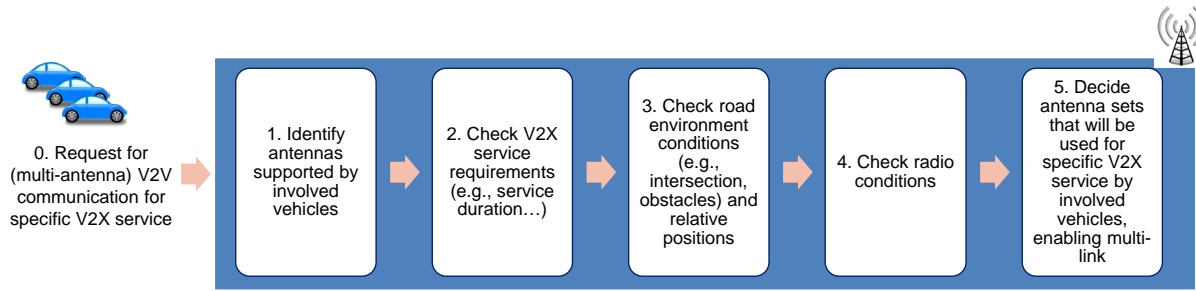 0. Request for
(multi-antenna) V2V
communication for
specific V2X service
1. Identify
antennas
supported by
involved
vehicles
2. Check V2X
service
requirements
(e.g., service
duration…)
3. Check road
environment
conditions
(e.g.,
intersection,
obstacles) and
relative
positions
4. Check radio
conditions
5. Decide
antenna sets
that will be
used for
specific V2X
service by
involved
vehicles,
enabling multi-
link